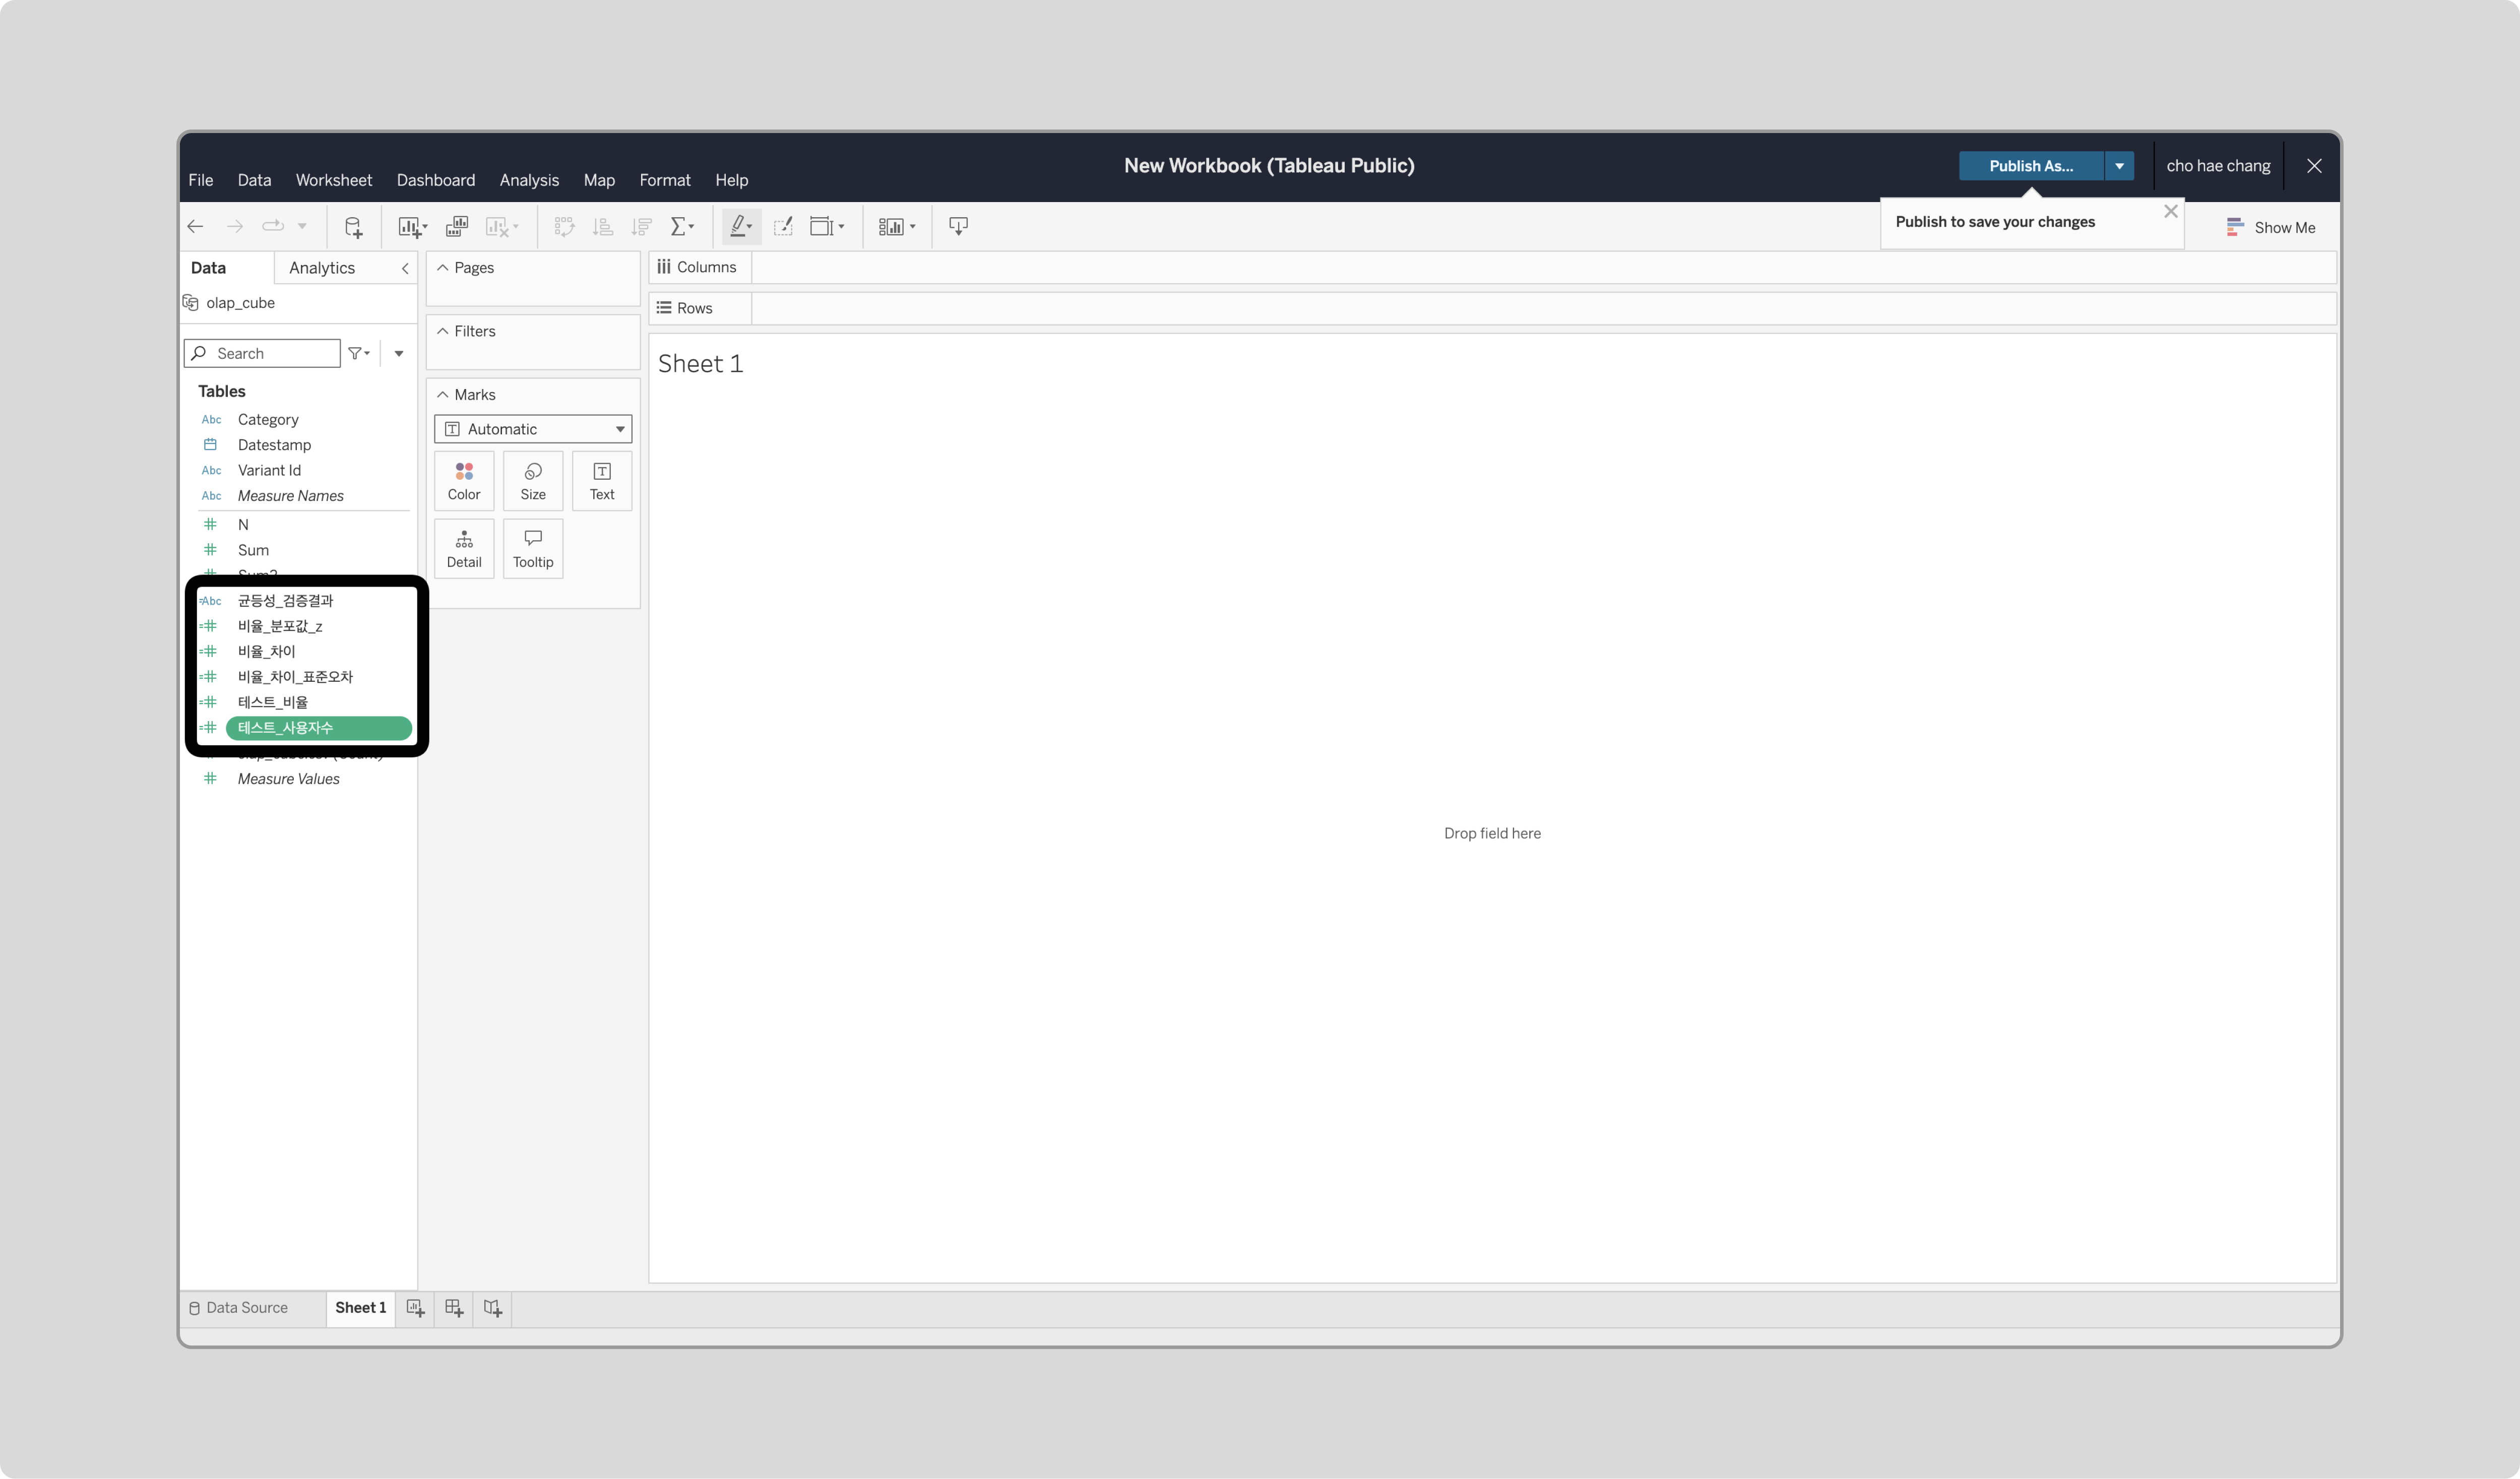 New Workbook (Tableau Public)
Publish As...
cho hae chang
File Data Worksheet Dashboard Analysis Map Format Help
Publish to save your changes
Show Me
Data Analytics
olap_cube
Search
Tables
Abc Category
Datestamp
Abc Variant Id
Abc Measure Names
N
Sum
Sum2
Abc 균등성_검증결과
비율_분포값_z
비율_차이
비율_차이_표준오차
테스트_비율
테스트_사용자수
Measure Values
Pages
Filters
Marks
Automatic
Color Size Text
Detail Tooltip
Columns
Rows
Sheet 1
Drop field here
Data Source Sheet 1